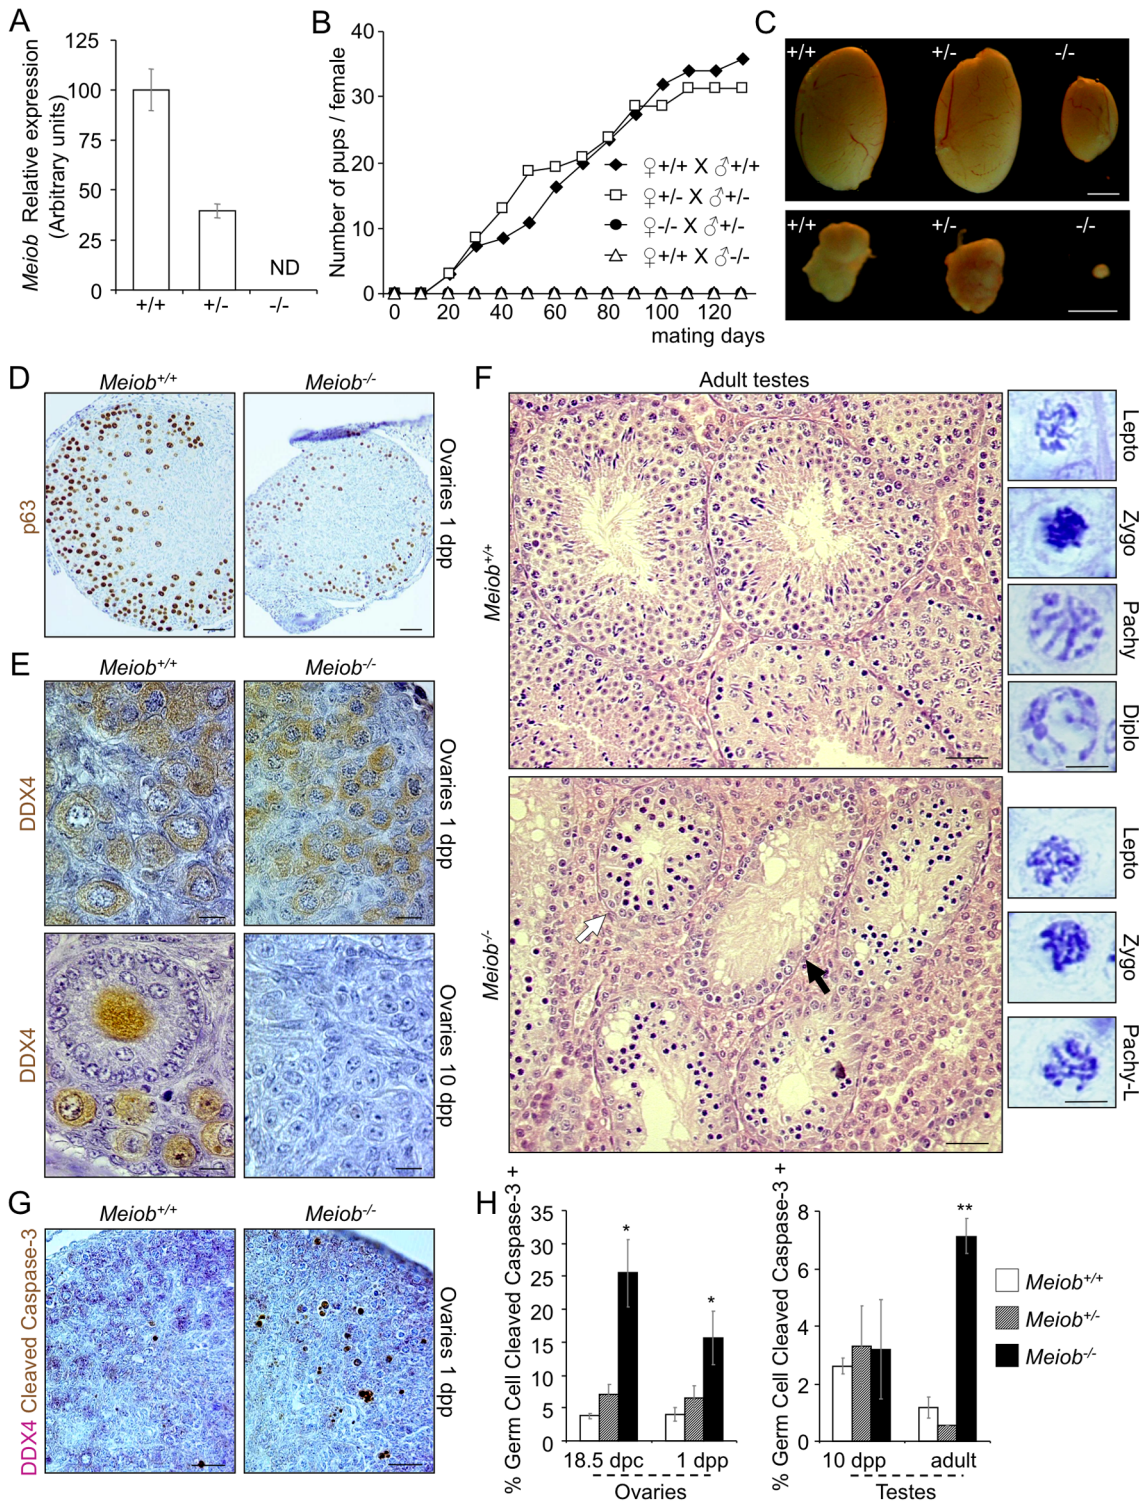 A
Meiob Relative expression
(Arbitrary units)
125
100
75
50
25
0
ND
+/+
+/-
-/-
B
Number of pups / female
40
30
20
10
0
♀+/+ X ♂+/+
♀+/- X ♂+/-
♀-/- X ♂+/-
♀+/+ X ♂-/-
0
20
40
60
80
100
120
mating days
C
+/+
+/-
-/-
+/+
+/-
-/-
D
Meiob+/+
Meiob-/-
p63
Ovaries 1 dpp
E
Meiob+/+
Meiob-/-
DDX4
Ovaries 1 dpp
DDX4
Ovaries 10 dpp
F
Adult testes
Meiob+/+
Lepto
Zygo
Pachy
Diplo
Meiob-/-
Lepto
Zygo
Pachy-L
G
Meiob+/+
Meiob-/-
DDX4 Cleaved Caspase-3
Ovaries 1 dpp
H
% Germ Cell Cleaved Caspase-3 +
35
30
25
20
15
10
5
0
*
*
18.5 dpc
1 dpp
Ovaries
% Germ Cell Cleaved Caspase-3 +
8
6
4
2
0
**
10 dpp
adult
Testes
Meiob+/+
Meiob+/-
Meiob-/-